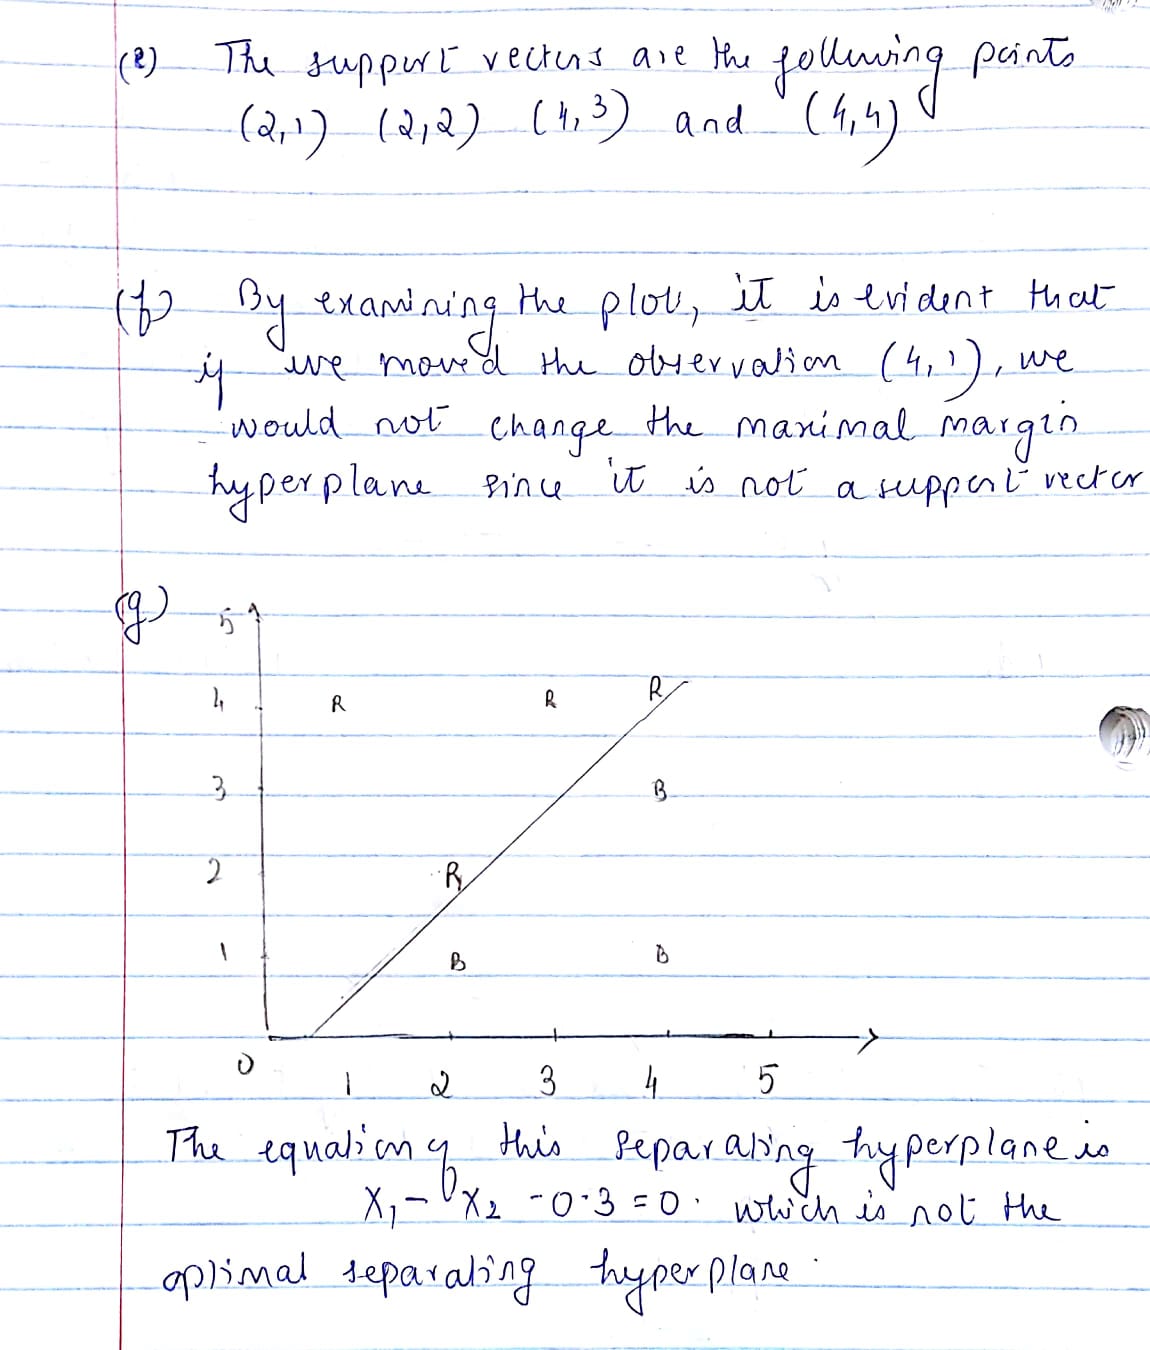 (e) The support vectors are the following points
(2,1) (2,2) (4,3) and (4,4)
(f) By examining the plot, it is evident that
if we moved the observation (4,1), we
would not change the maximal margin
hyperplane since it is not a support vector
(g) 5
4 R R R
3 B
2 R
1 B B
0 1 2 3 4 5
The equation of this separating hyperplane is
X₁ - X₂ - 0.3 = 0. which is not the
optimal separating hyperplane.